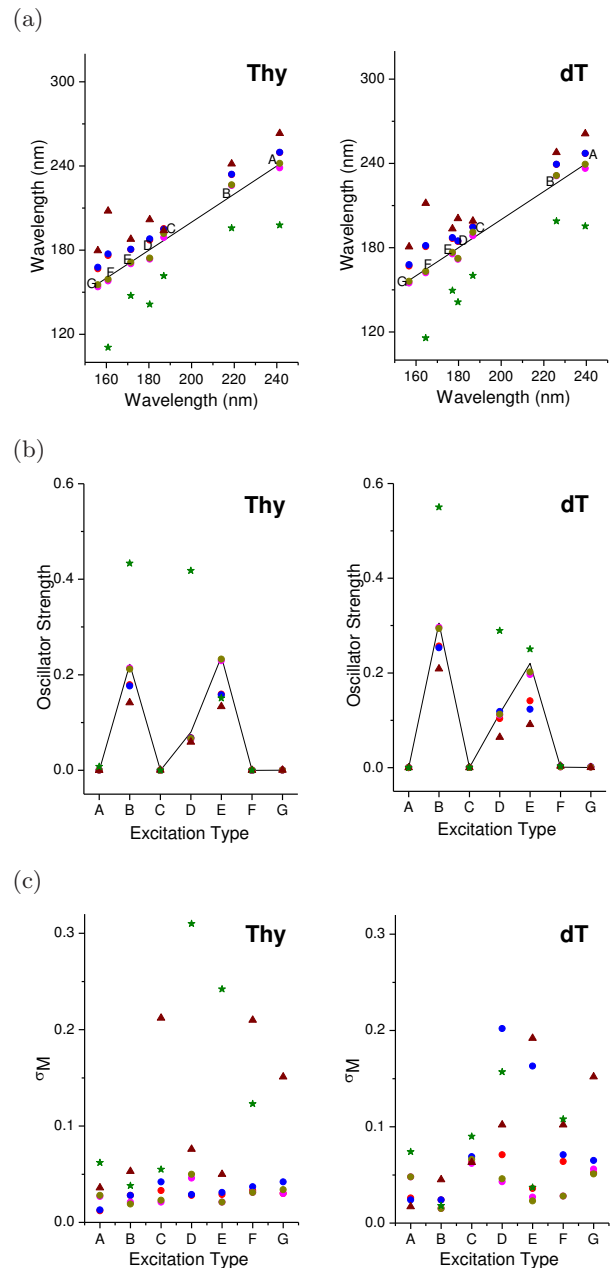 (a)
Thy
dT
Wavelength (nm)
300
240
180
120
A
B
C
D
E
F
G
160 180 200 220 240
Wavelength (nm)
Wavelength (nm)
300
240
180
120
A
B
C
D
E
F
G
160 180 200 220 240
Wavelength (nm)
(b)
Thy
dT
Oscillator Strength
0.6
0.4
0.2
0.0
A B C D E F G
Excitation Type
Oscillator Strength
0.6
0.4
0.2
0.0
A B C D E F G
Excitation Type
(c)
Thy
dT
σM
0.3
0.2
0.1
0.0
A B C D E F G
Excitation Type
σM
0.3
0.2
0.1
0.0
A B C D E F G
Excitation Type